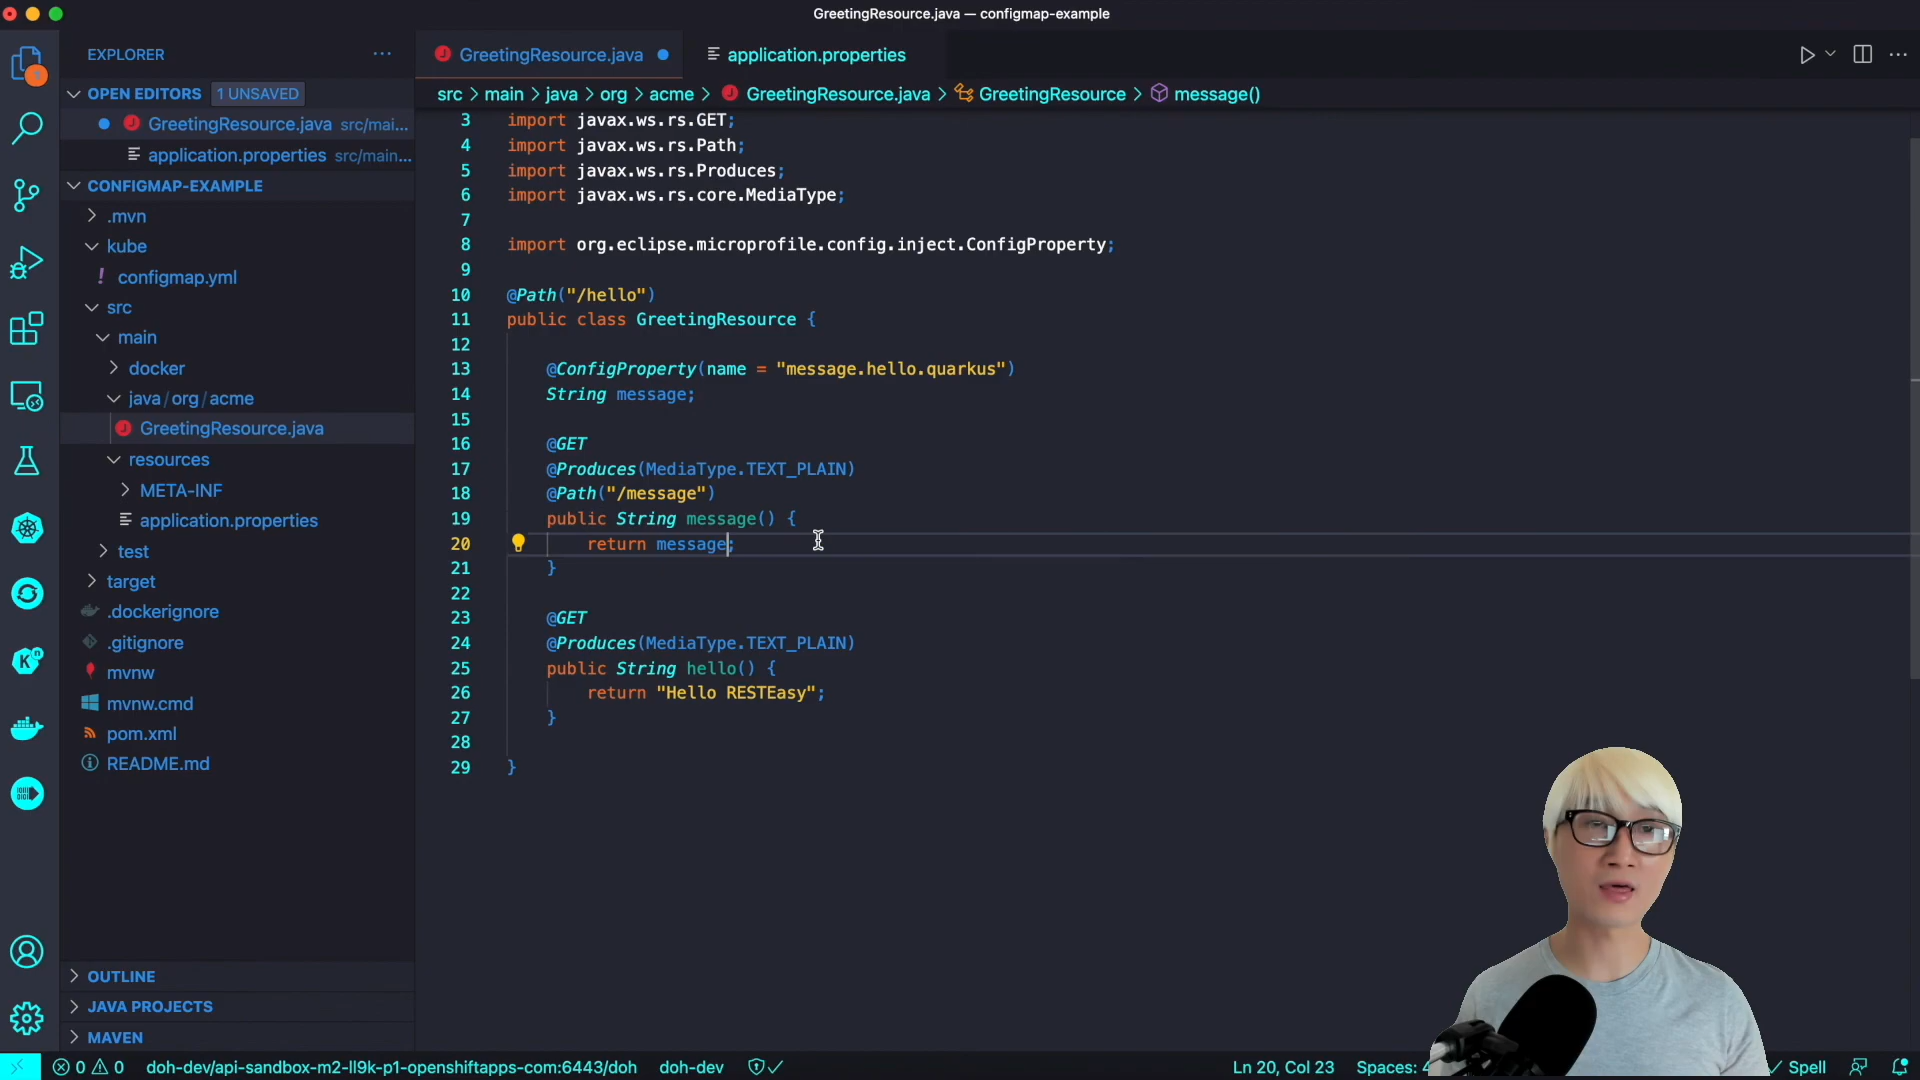 GreetingResource.java — configmap-example
EXPLORER
GreetingResource.java
application.properties
OPEN EDITORS
1 UNSAVED
src > main > java > org > acme > GreetingResource.java > GreetingResource > message()
GreetingResource.java src/mai...
application.properties src/main...
CONFIGMAP-EXAMPLE
.mvn
kube
configmap.yml
src
main
docker
java/org/acme
GreetingResource.java
resources
META-INF
application.properties
test
target
.dockerignore
.gitignore
mvnw
mvnw.cmd
pom.xml
README.md
OUTLINE
JAVA PROJECTS
MAVEN
3 import javax.ws.rs.GET;
4 import javax.ws.rs.Path;
5 import javax.ws.rs.Produces;
6 import javax.ws.rs.core.MediaType;
7
8 import org.eclipse.microprofile.config.inject.ConfigProperty;
9
10 @Path("/hello")
11 public class GreetingResource {
12
13 @ConfigProperty(name = "message.hello.quarkus")
14 String message;
15
16 @GET
17 @Produces(MediaType.TEXT_PLAIN)
18 @Path("/message")
19 public String message() {
20 return message;
21 }
22
23 @GET
24 @Produces(MediaType.TEXT_PLAIN)
25 public String hello() {
26 return "Hello RESTEasy";
27 }
28
29 }
0 0 doh-dev/api-sandbox-m2-ll9k-p1-openshiftapps-com:6443/doh doh-dev Ln 20, Col 23 Spaces: Spell